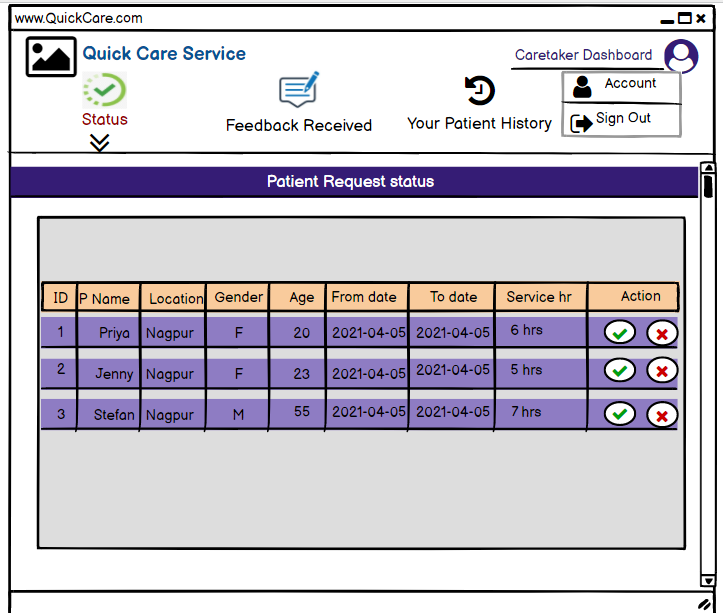 www.QuickCare.com
Quick Care Service
Caretaker Dashboard
Account
Sign Out
Status
Feedback Received
Your Patient History
Patient Request status
ID P Name Location Gender Age From date To date Service hr Action
1 Priya Nagpur F 20 2021-04-05 2021-04-05 6 hrs
2 Jenny Nagpur F 23 2021-04-05 2021-04-05 5 hrs
3 Stefan Nagpur M 55 2021-04-05 2021-04-05 7 hrs